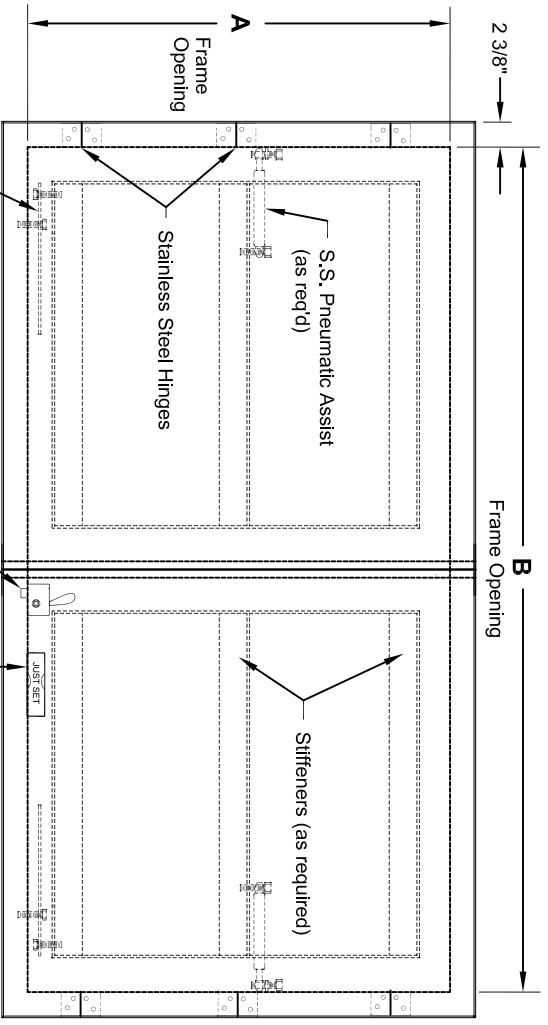 2 3/8"
B
Frame Opening
A
Frame
Opening
S.S. Pneumatic Assist
(as req'd)
Stainless Steel Hinges
Stiffeners (as required)
JUST SET